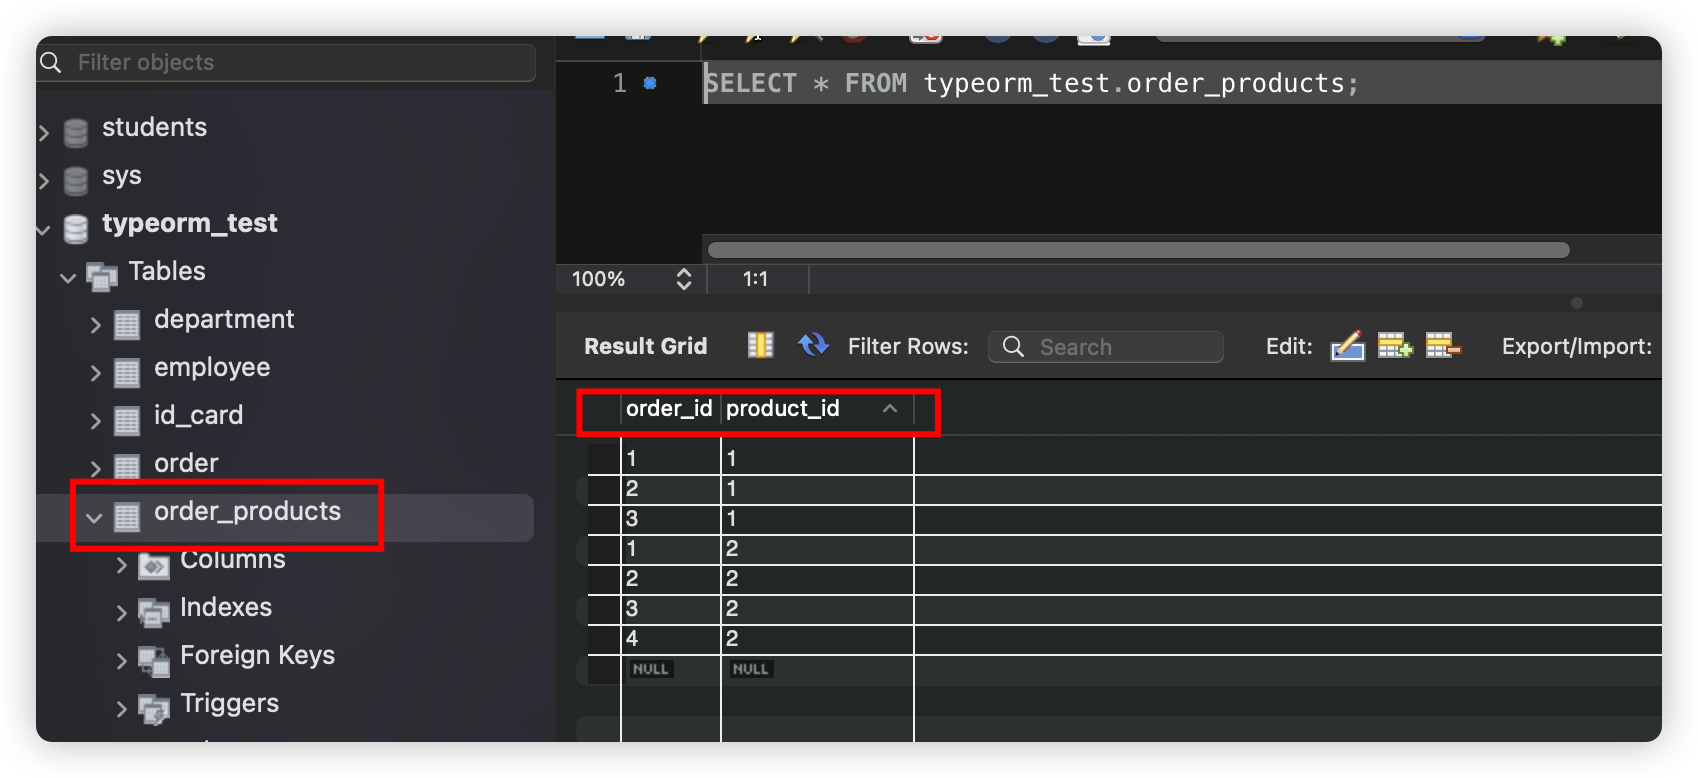 Filter objects
students
sys
typeorm_test
Tables
department
employee
id_card
order
order_products
Columns
Indexes
Foreign Keys
Triggers
1 SELECT * FROM typeorm_test.order_products;
100% 1:1
Result Grid Filter Rows: Search Edit: Export/Import:
order_id product_id
1 1
2 1
3 1
1 2
2 2
3 2
4 2
NULL NULL